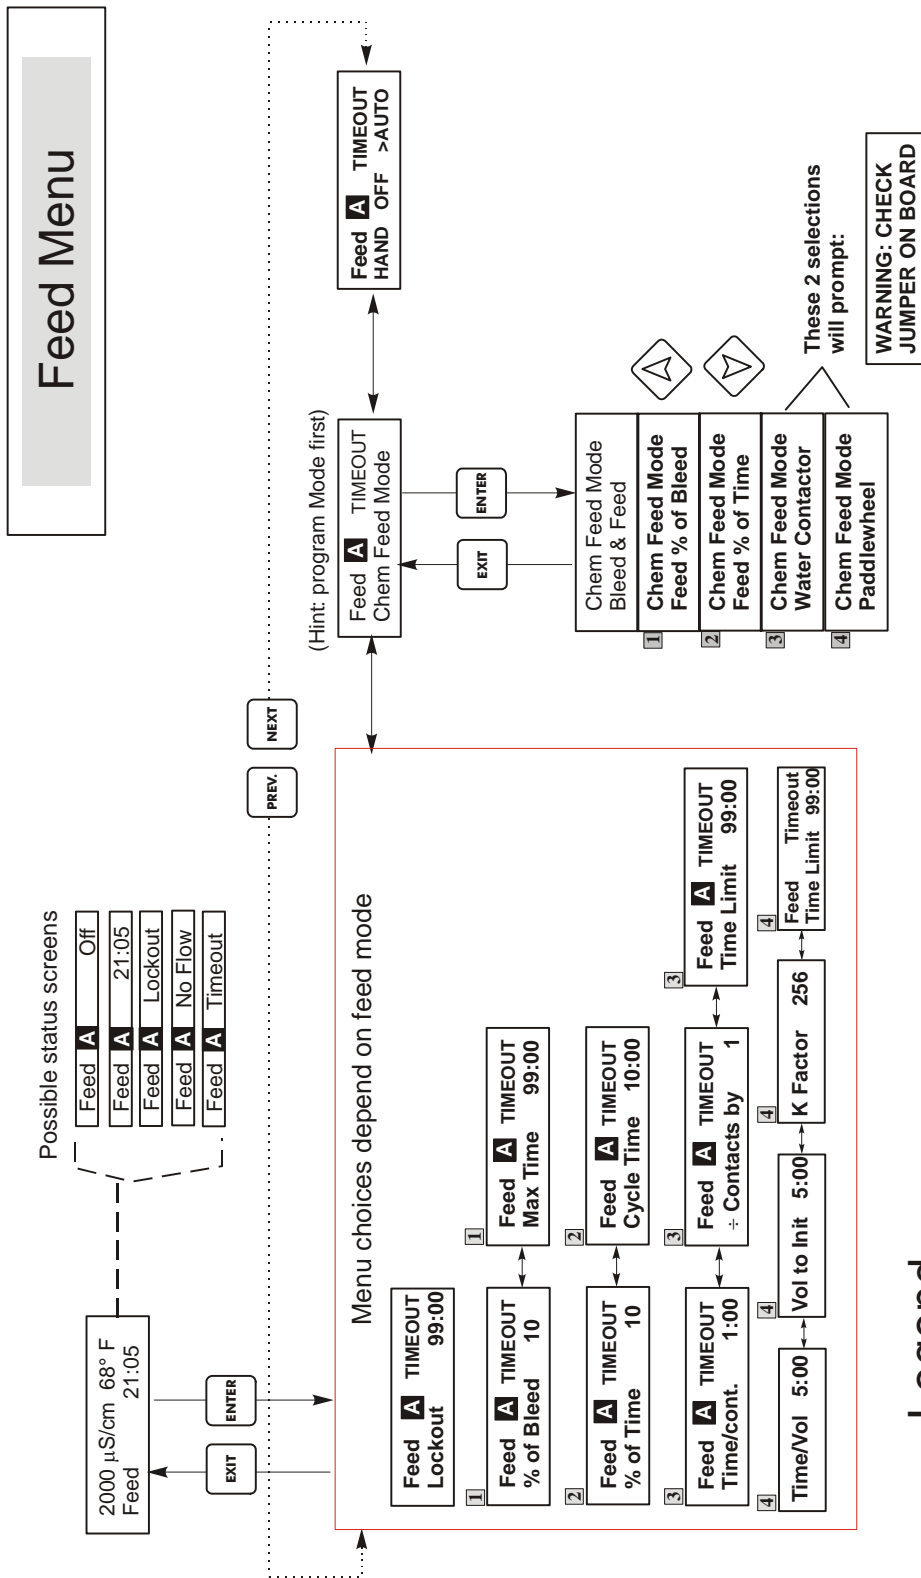 Feed Menu
Possible status screens
2000 µS/cm 68° F
Feed 21:05
Feed A Off
Feed A 21:05
Feed A Lockout
Feed A No Flow
Feed A Timeout
EXIT
ENTER
PREV.
NEXT
Menu choices depend on feed mode
Feed A TIMEOUT
Lockout 99:00
1
Feed A TIMEOUT
% of Bleed 10
1
Feed A TIMEOUT
Max Time 99:00
2
Feed A TIMEOUT
% of Time 10
2
Feed A TIMEOUT
Cycle Time 10:00
3
Feed A TIMEOUT
Time/cont. 1:00
3
Feed A TIMEOUT
÷ Contacts by 1
3
Feed A TIMEOUT
Time Limit 99:00
4
Time/Vol 5:00
4
Vol to Init 5:00
4
K Factor 256
4
Feed Timeout
Time Limit 99:00
(Hint: program Mode first)
Feed A TIMEOUT
Chem Feed Mode
Feed A TIMEOUT
HAND OFF >AUTO
EXIT
ENTER
Chem Feed Mode
Bleed & Feed
1
Chem Feed Mode
Feed % of Bleed
2
Chem Feed Mode
Feed % of Time
3
Chem Feed Mode
Water Contactor
4
Chem Feed Mode
Paddlewheel
These 2 selections
will prompt:
WARNING: CHECK
JUMPER ON BOARD